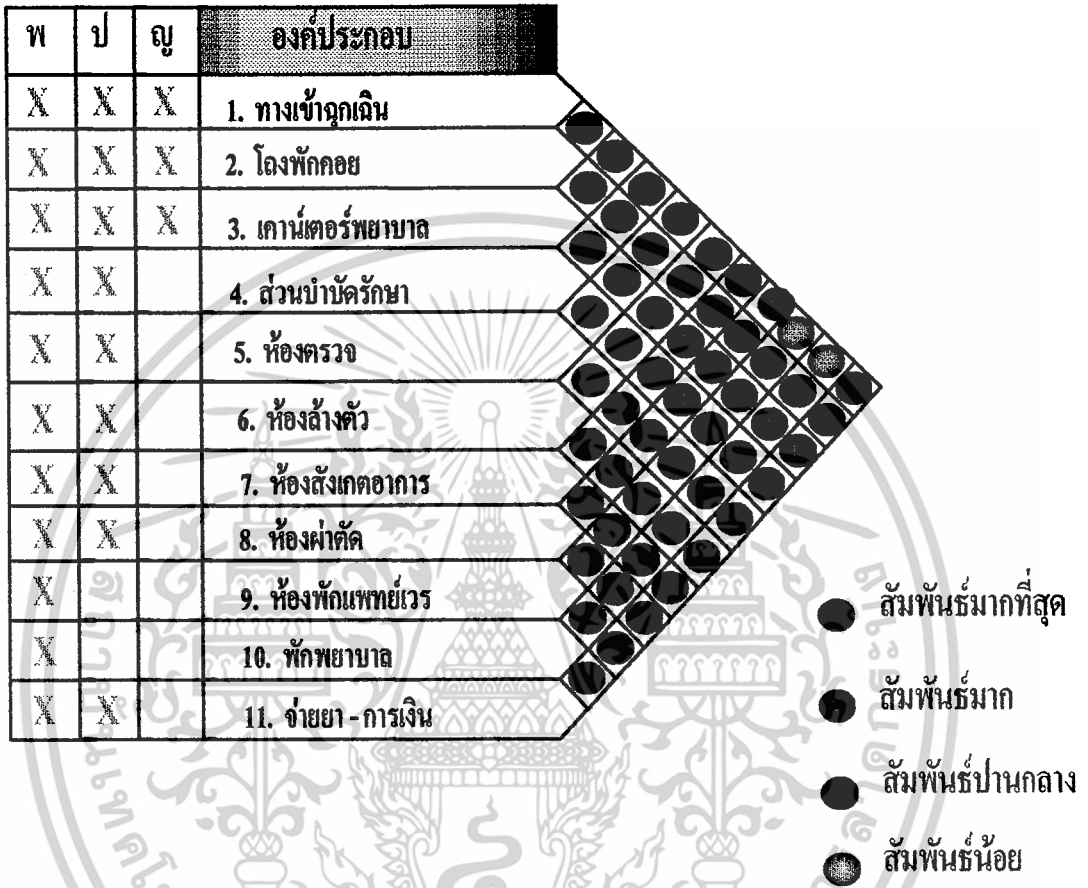 พ ป ญ องค์ประกอบ
X X X 1. ทางเข้าฉุกเฉิน
X X X 2. โถงพักคอย
X X X 3. เคาน์เตอร์พยาบาล
X X 4. ส่วนบำบัดรักษา
X X 5. ห้องตรวจ
X X 6. ห้องล้างตัว
X X 7. ห้องสังเกตอาการ
X X 8. ห้องผ่าตัด
X 9. ห้องพักแพทย์เวร
X 10. พักพยาบาล
X X 11. จ่ายยา - การเงิน
สัมพันธ์มากที่สุด
สัมพันธ์มาก
สัมพันธ์ปานกลาง
สัมพันธ์น้อย